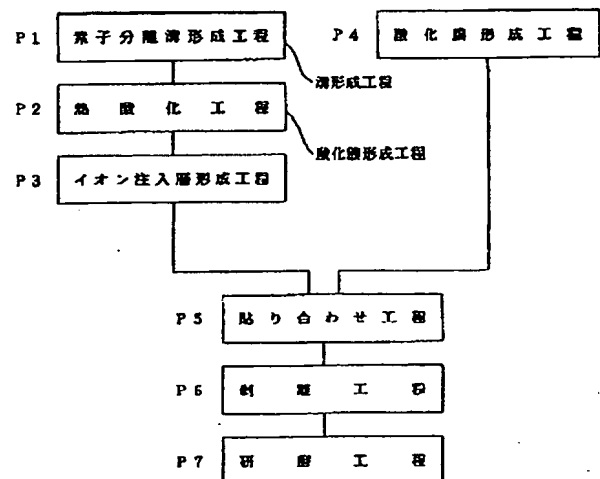 P1 素子分離溝形成工程
P4 酸化膜形成工程
溝形成工程
P2 熱酸化工程
酸化膜形成工程
P3 イオン注入層形成工程
P5 貼り合わせ工程
P6 剥離工程
P7 研磨工程